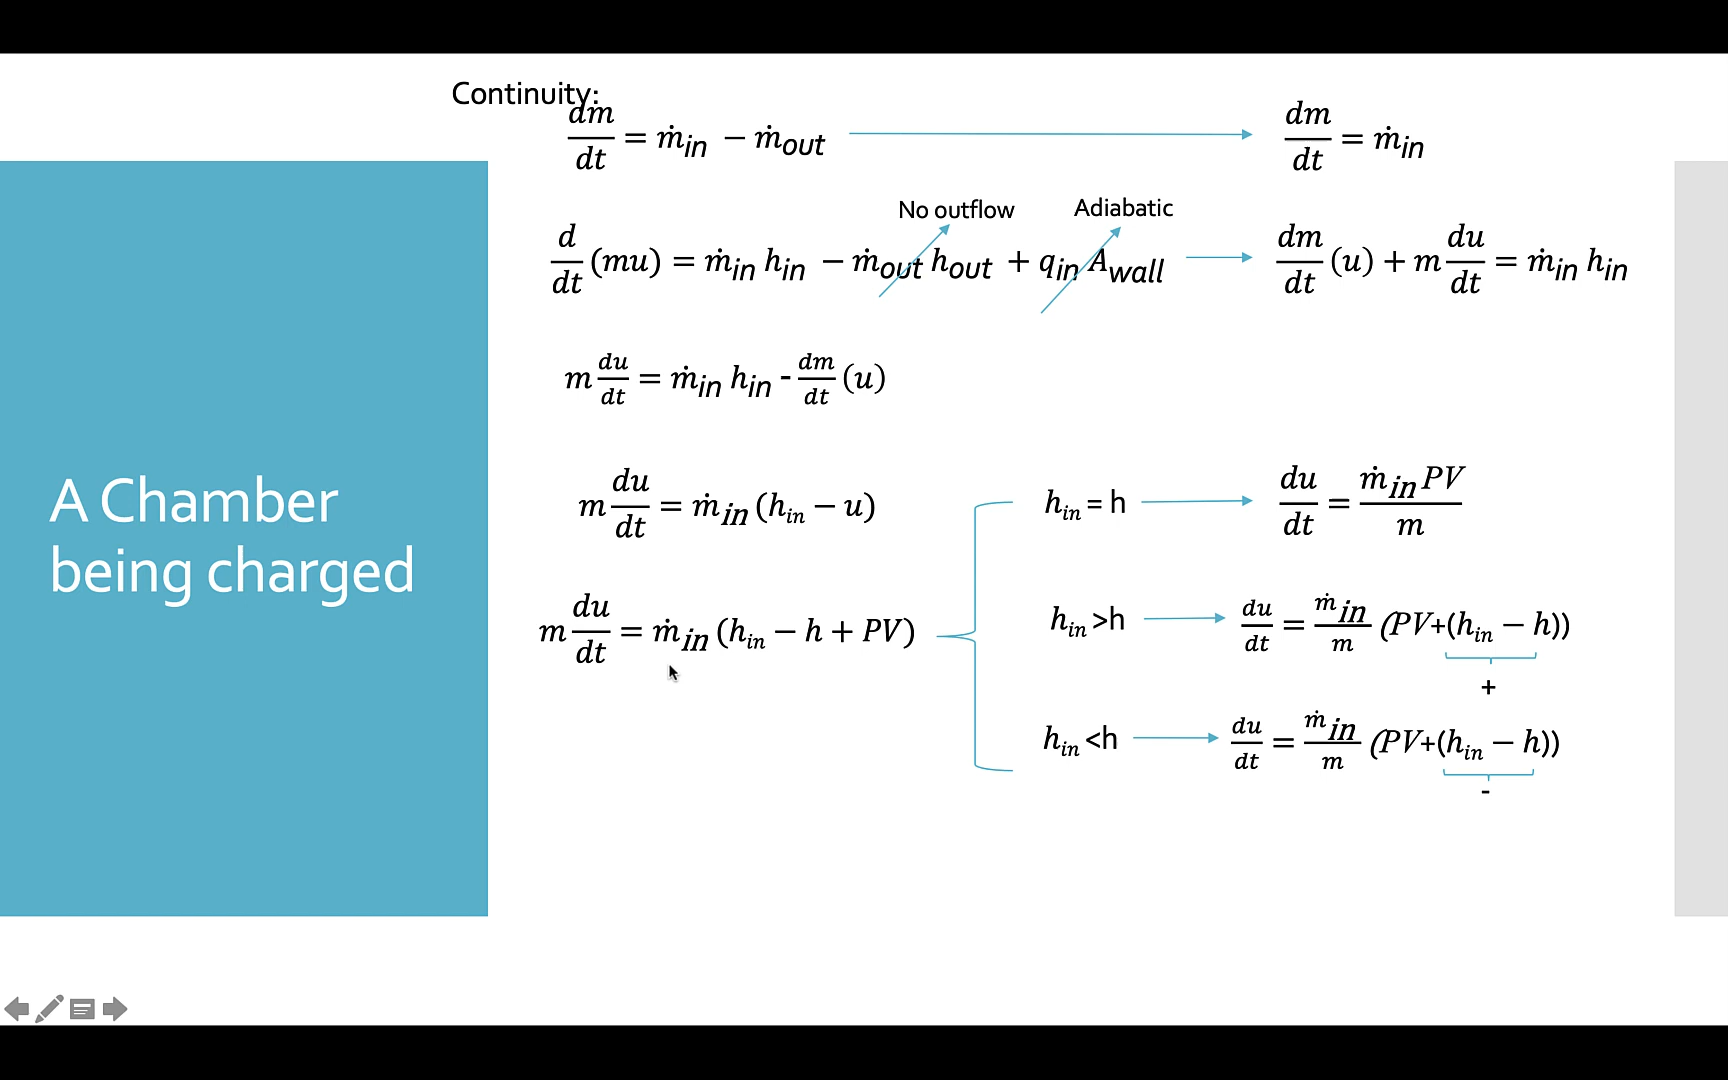 Continuity:
dm/dt = ṁin − ṁout
dm/dt = ṁin
No outflow
Adiabatic
d/dt (mu) = ṁin hin − ṁout hout + qin Awall
dm/dt (u) + m du/dt = ṁin hin
m du/dt = ṁin hin - dm/dt (u)
A Chamber
being charged
m du/dt = ṁin (hin − u)
hin = h
du/dt = ṁin PV / m
m du/dt = ṁin (hin − h + PV)
hin >h
du/dt = ṁin/m (PV+(hin − h))
+
hin <h
du/dt = ṁin/m (PV+(hin − h))
-